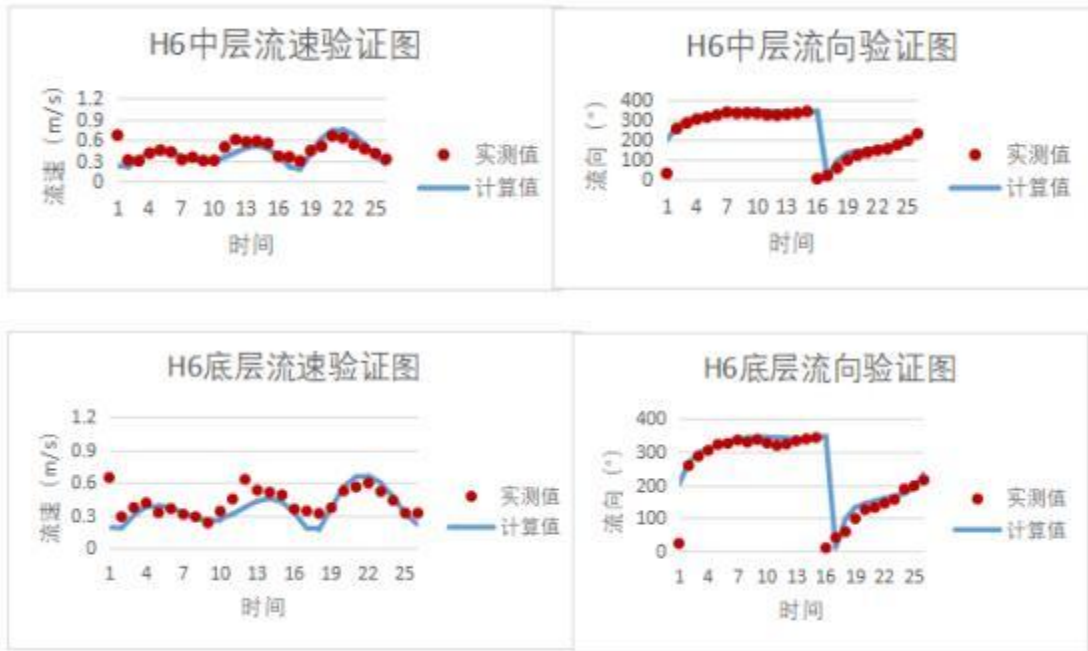 H6中层流速验证图
1.2
0.9
0.6
0.3
0
流速（m/s）
1 4 7 10 13 16 19 22 25
时间
实测值
计算值
H6中层流向验证图
400
300
200
100
0
流向（°）
1 4 7 10 13 16 19 22 25
时间
实测值
计算值
H6底层流速验证图
1.2
0.9
0.6
0.3
0
流速（m/s）
1 4 7 10 13 16 19 22 25
时间
实测值
计算值
H6底层流向验证图
400
300
200
100
0
流向（°）
1 4 7 10 13 16 19 22 25
时间
实测值
计算值